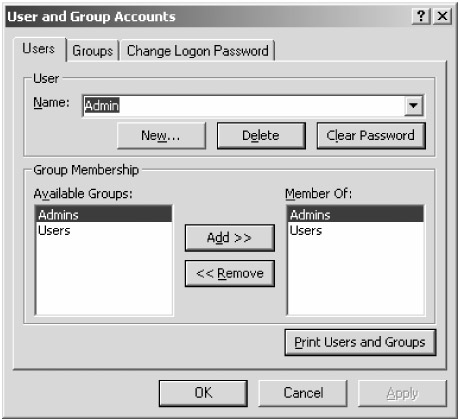 User and Group Accounts
Users Groups Change Logon Password
User
Name: Admin
New... Delete Clear Password
Group Membership
Available Groups: Member Of:
Admins Admins
Users Users
Add >>
<< Remove
Print Users and Groups
OK Cancel Apply